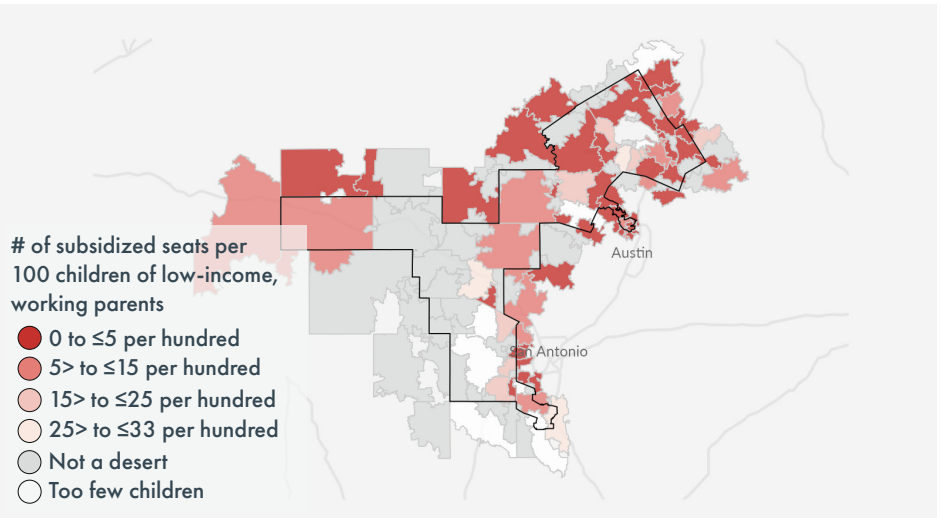 # of subsidized seats per
100 children of low-income,
working parents
0 to ≤5 per hundred
5> to ≤15 per hundred
15> to ≤25 per hundred
25> to ≤33 per hundred
Not a desert
Too few children
Austin
San Antonio